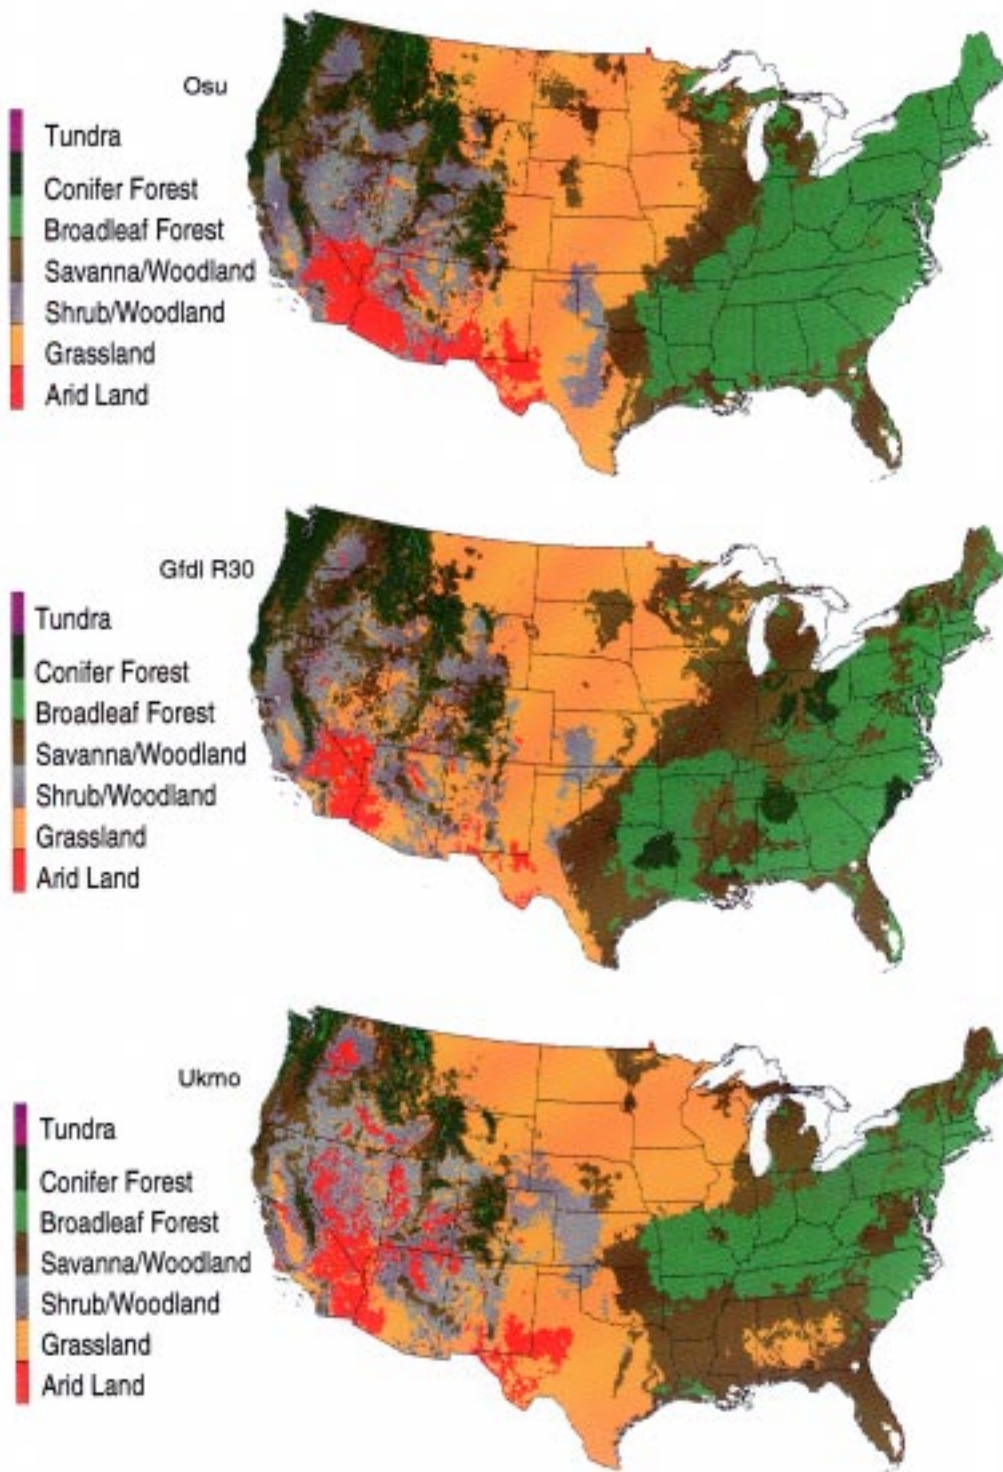 Osu
Tundra
Conifer Forest
Broadleaf Forest
Savanna/Woodland
Shrub/Woodland
Grassland
Arid Land
Gfdl R30
Tundra
Conifer Forest
Broadleaf Forest
Savanna/Woodland
Shrub/Woodland
Grassland
Arid Land
Ukmo
Tundra
Conifer Forest
Broadleaf Forest
Savanna/Woodland
Shrub/Woodland
Grassland
Arid Land